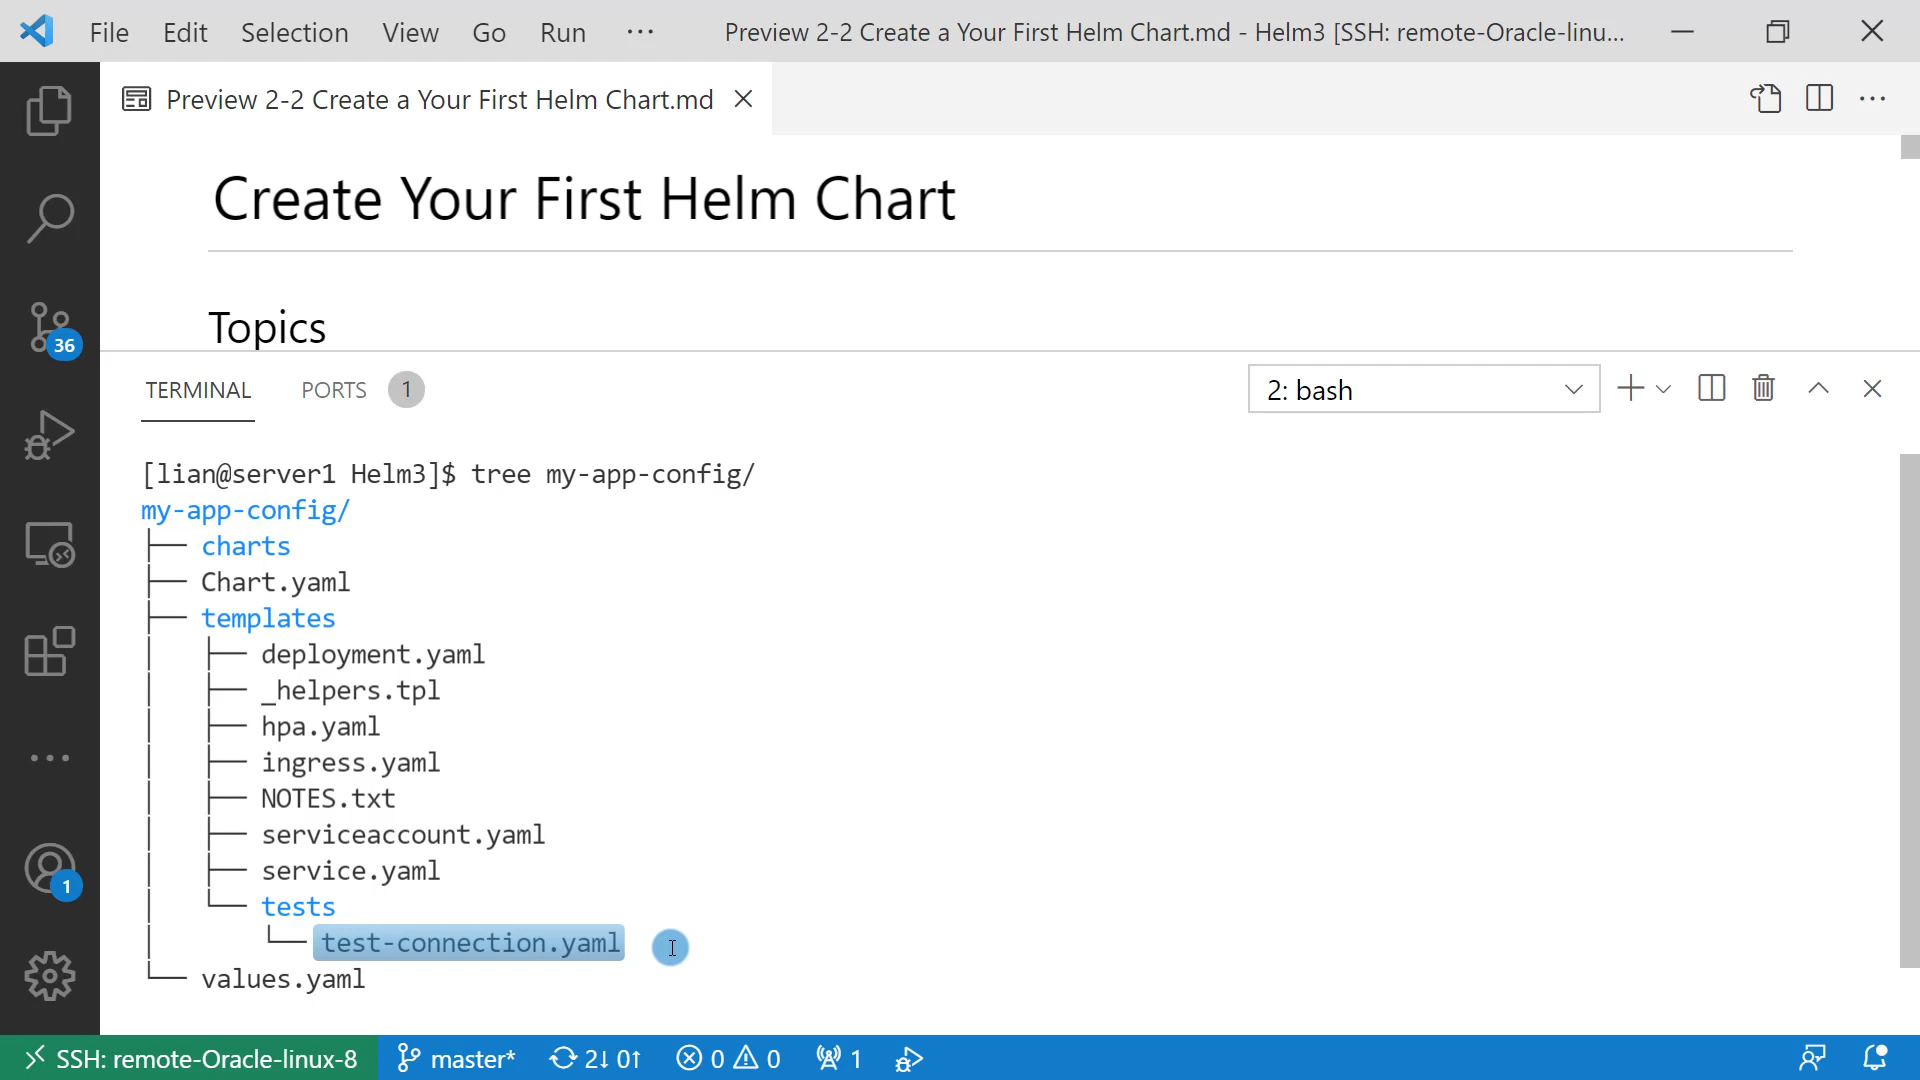 File Edit Selection View Go Run ··· Preview 2-2 Create a Your First Helm Chart.md - Helm3 [SSH: remote-Oracle-linu...
Preview 2-2 Create a Your First Helm Chart.md
Create Your First Helm Chart
Topics
TERMINAL PORTS 1 2: bash
[lian@server1 Helm3]$ tree my-app-config/
my-app-config/
├── charts
├── Chart.yaml
├── templates
│   ├── deployment.yaml
│   ├── _helpers.tpl
│   ├── hpa.yaml
│   ├── ingress.yaml
│   ├── NOTES.txt
│   ├── serviceaccount.yaml
│   ├── service.yaml
│   └── tests
│       └── test-connection.yaml
└── values.yaml
36
1
SSH: remote-Oracle-linux-8 master* 2↓ 0↑ 0 0 1